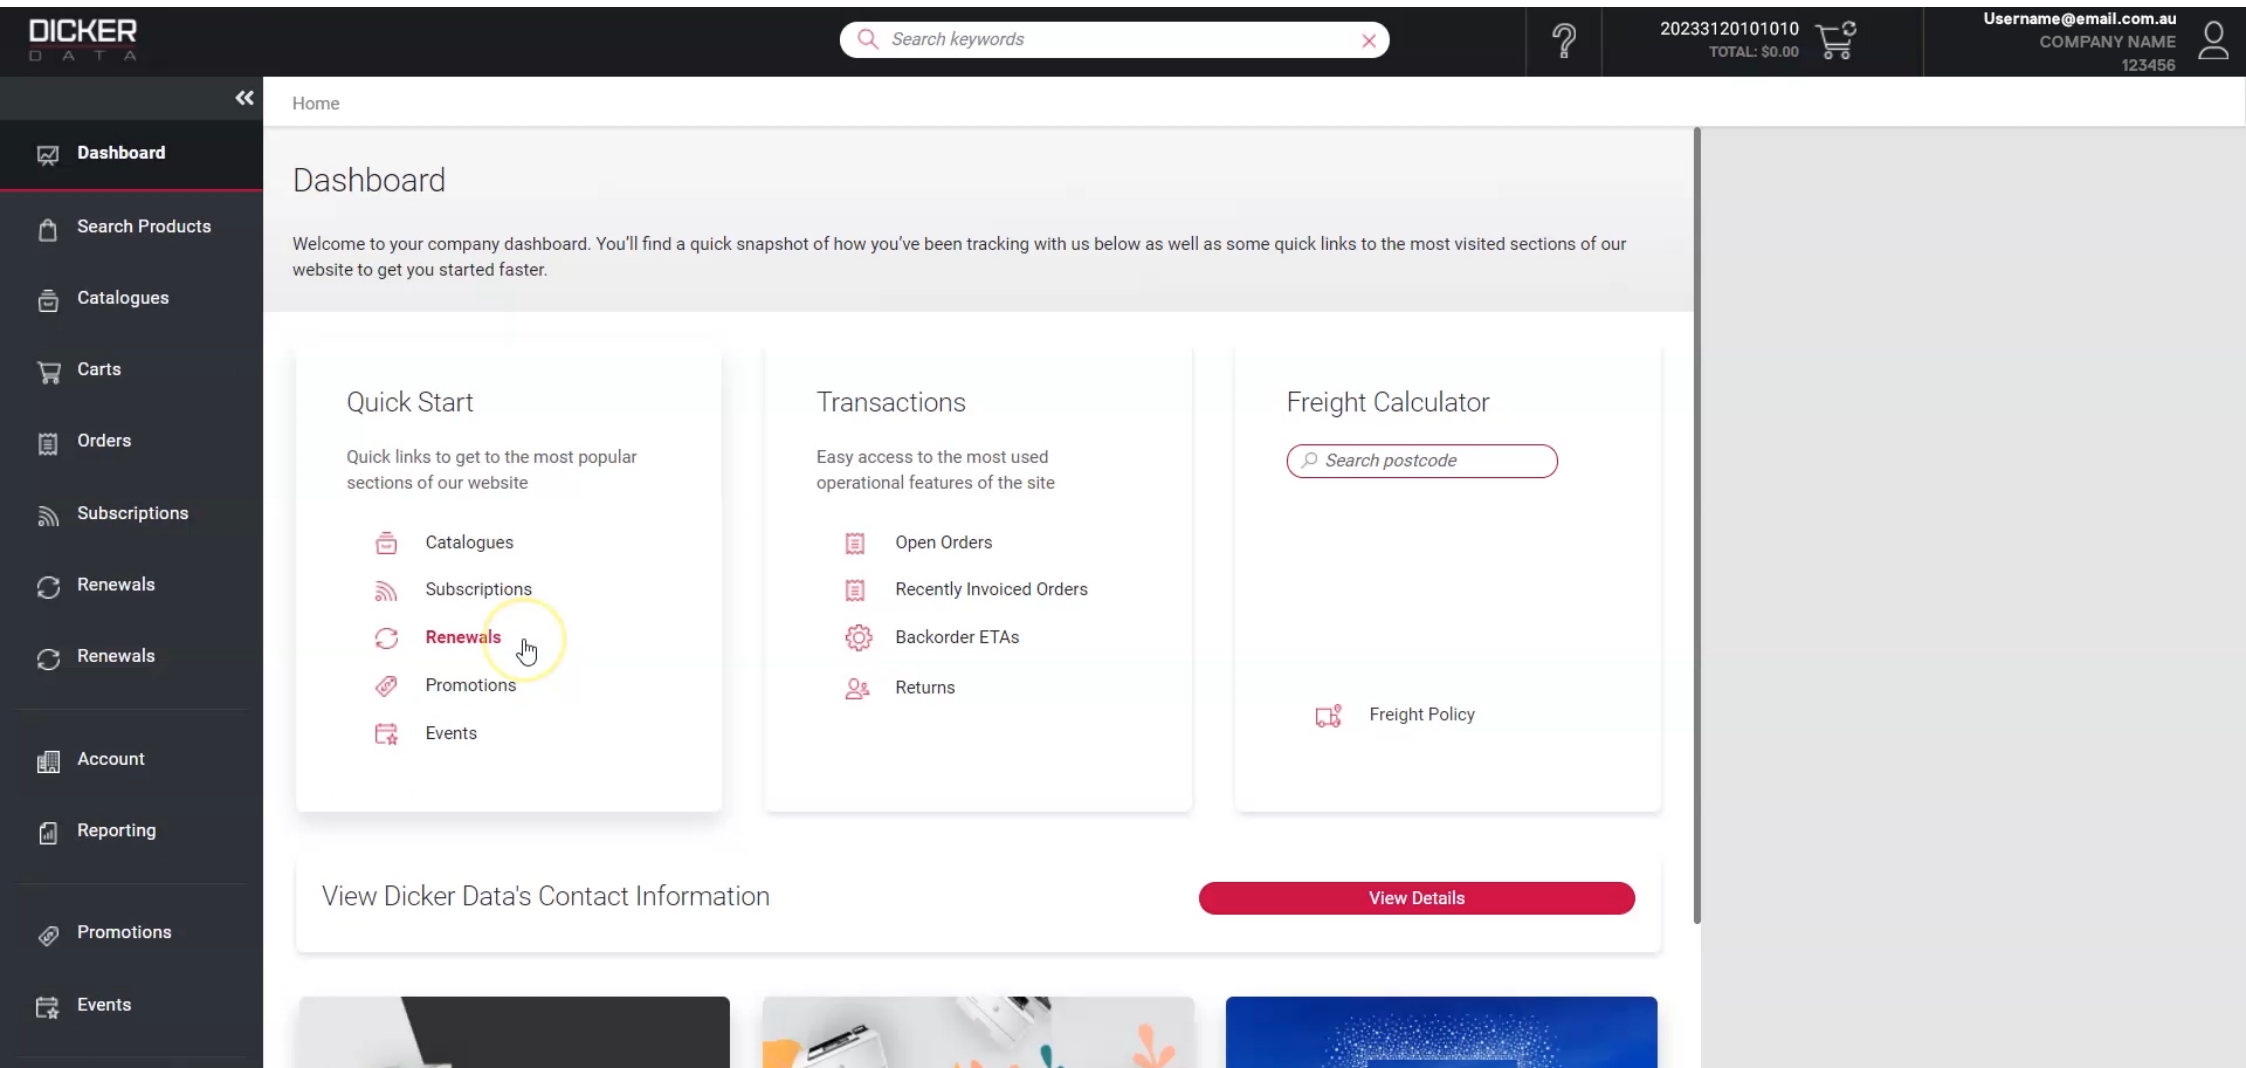 DICKER
DATA
Search keywords
20233120101010
TOTAL: $0.00
Username@email.com.au
COMPANY NAME
123456
Home
Dashboard
Search Products
Catalogues
Carts
Orders
Subscriptions
Renewals
Renewals
Account
Reporting
Promotions
Events
Dashboard
Welcome to your company dashboard. You'll find a quick snapshot of how you've been tracking with us below as well as some quick links to the most visited sections of our
website to get you started faster.
Quick Start
Quick links to get to the most popular
sections of our website
Catalogues
Subscriptions
Renewals
Promotions
Events
Transactions
Easy access to the most used
operational features of the site
Open Orders
Recently Invoiced Orders
Backorder ETAs
Returns
Freight Calculator
Search postcode
Freight Policy
View Dicker Data's Contact Information
View Details